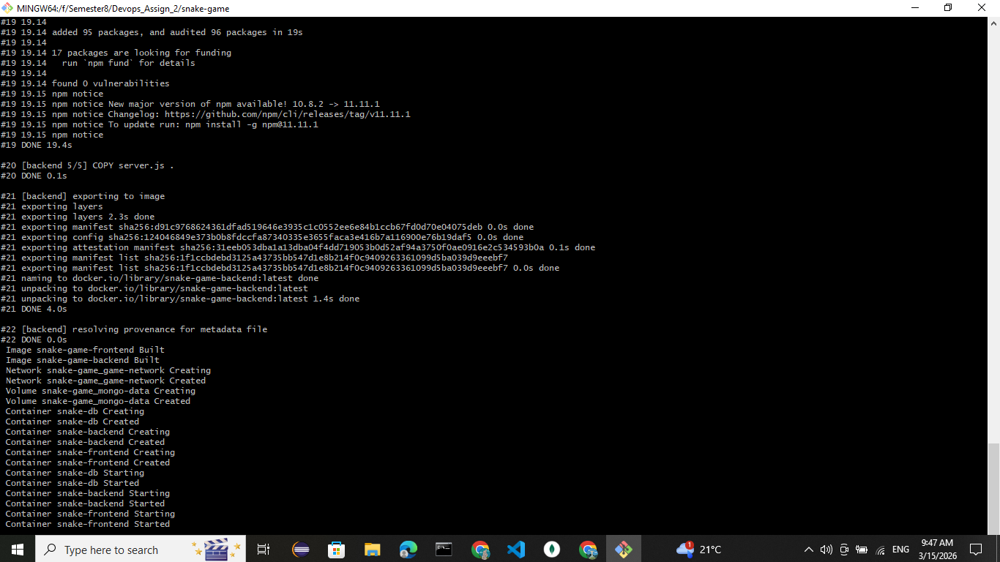 MINGW64:/f/Semester8/Devops_Assign_2/snake-game
#19 19.14
#19 19.14 added 95 packages, and audited 96 packages in 19s
#19 19.14
#19 19.14 17 packages are looking for funding
#19 19.14   run `npm fund` for details
#19 19.14
#19 19.14 found 0 vulnerabilities
#19 19.15 npm notice
#19 19.15 npm notice New major version of npm available! 10.8.2 -> 11.11.1
#19 19.15 npm notice Changelog: https://github.com/npm/cli/releases/tag/v11.11.1
#19 19.15 npm notice To update run: npm install -g npm@11.11.1
#19 19.15 npm notice
#19 DONE 19.4s
#20 [backend 5/5] COPY server.js .
#20 DONE 0.1s
#21 [backend] exporting to image
#21 exporting layers
#21 exporting layers 2.3s done
#21 exporting manifest sha256:d91c9768624361dfad519646e3935c1c0552ee6e84b1ccb67fd0d70e04075deb 0.0s done
#21 exporting config sha256:124046849e373b0b8fdccfa87340335e3655faca3e416b7a116900e76b19daf5 0.0s done
#21 exporting attestation manifest sha256:31eeb053dba1a13dba04f4dd719053b0d52af94a3750f0ae0916e2c534593b0a 0.1s done
#21 exporting manifest list sha256:1f1ccbdebd3125a43735bb547d1e8b214f0c9409263361099d5ba039d9eeebf7
#21 exporting manifest list sha256:1f1ccbdebd3125a43735bb547d1e8b214f0c9409263361099d5ba039d9eeebf7 0.0s done
#21 naming to docker.io/library/snake-game-backend:latest done
#21 unpacking to docker.io/library/snake-game-backend:latest
#21 unpacking to docker.io/library/snake-game-backend:latest 1.4s done
#21 DONE 4.0s
#22 [backend] resolving provenance for metadata file
#22 DONE 0.0s
Image snake-game-frontend Built
Image snake-game-backend Built
Network snake-game_game-network Creating
Network snake-game_game-network Created
Volume snake-game_mongo-data Creating
Volume snake-game_mongo-data Created
Container snake-db Creating
Container snake-db Created
Container snake-backend Creating
Container snake-backend Created
Container snake-frontend Creating
Container snake-frontend Created
Container snake-db Starting
Container snake-db Started
Container snake-backend Starting
Container snake-backend Started
Container snake-frontend Starting
Container snake-frontend Started
Type here to search
1
21°C
ENG
9:47 AM
3/15/2026